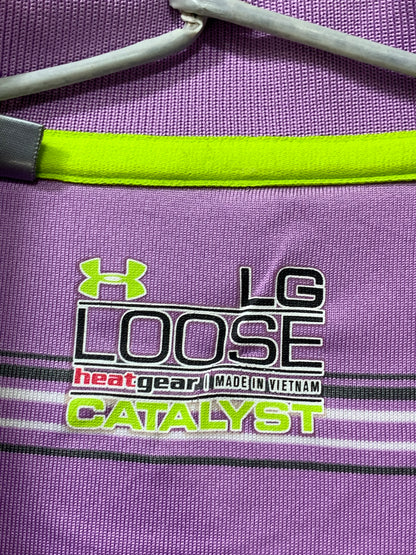 LG
LOOSE
heatgear | MADE IN VIETNAM
CATALYST